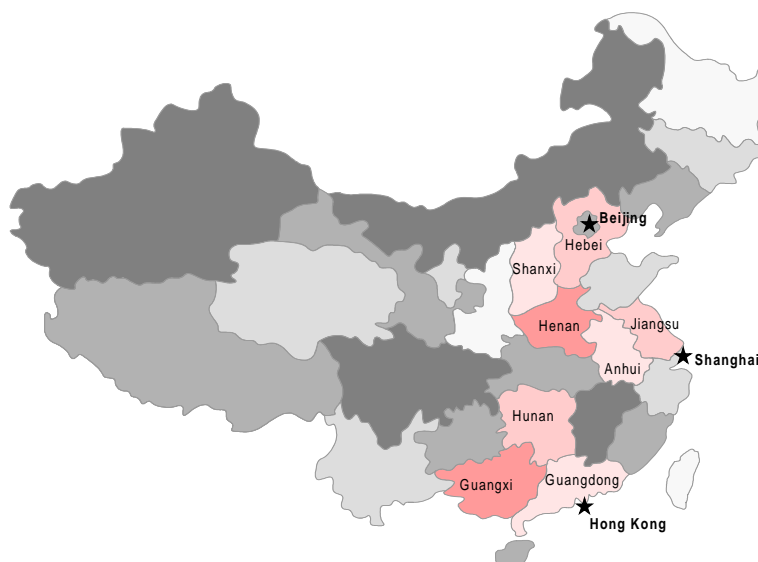 Beijing
Hebei
Shanxi
Henan
Jiangsu
Shanghai
Anhui
Hunan
Guangxi
Guangdong
Hong Kong